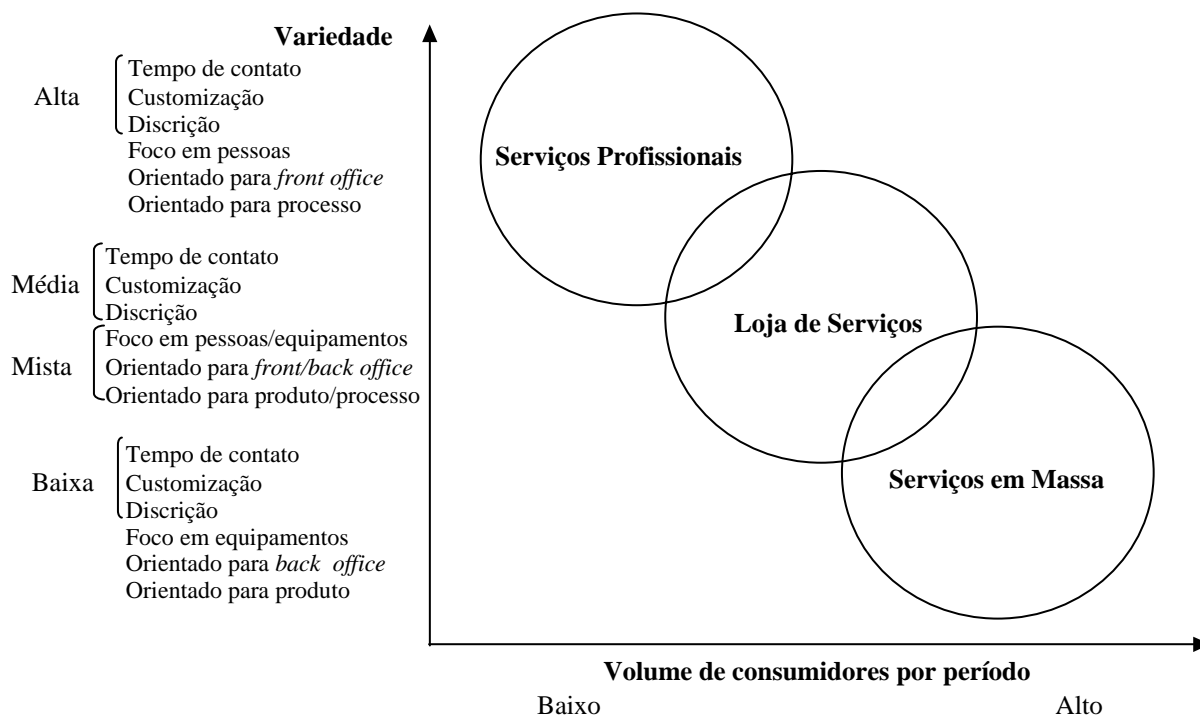 Variedade
Alta
Tempo de contato
Customização
Discrição
Foco em pessoas
Orientado para front office
Orientado para processo
Serviços Profissionais
Média
Tempo de contato
Customização
Discrição
Mista
Foco em pessoas/equipamentos
Orientado para front/back office
Orientado para produto/processo
Loja de Serviços
Baixa
Tempo de contato
Customização
Discrição
Foco em equipamentos
Orientado para back office
Orientado para produto
Serviços em Massa
Volume de consumidores por período
Baixo
Alto